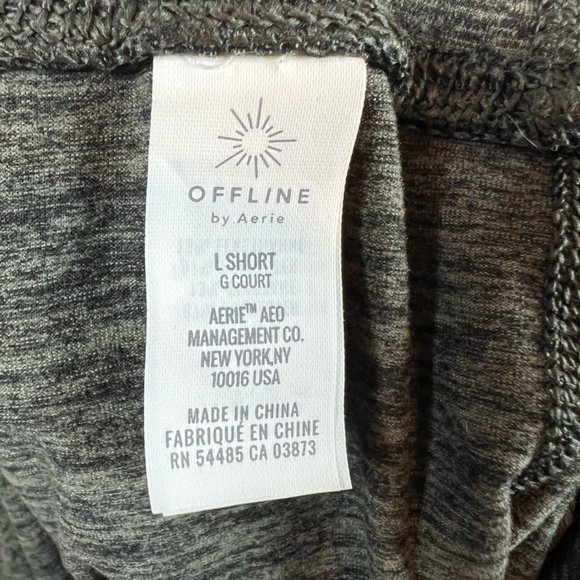 OFFLINE
by Aerie
L SHORT
G COURT
AERIE™ AEO
MANAGEMENT CO.
NEW YORK,NY
10016 USA
MADE IN CHINA
FABRIQUÉ EN CHINE
RN 54485 CA 03873